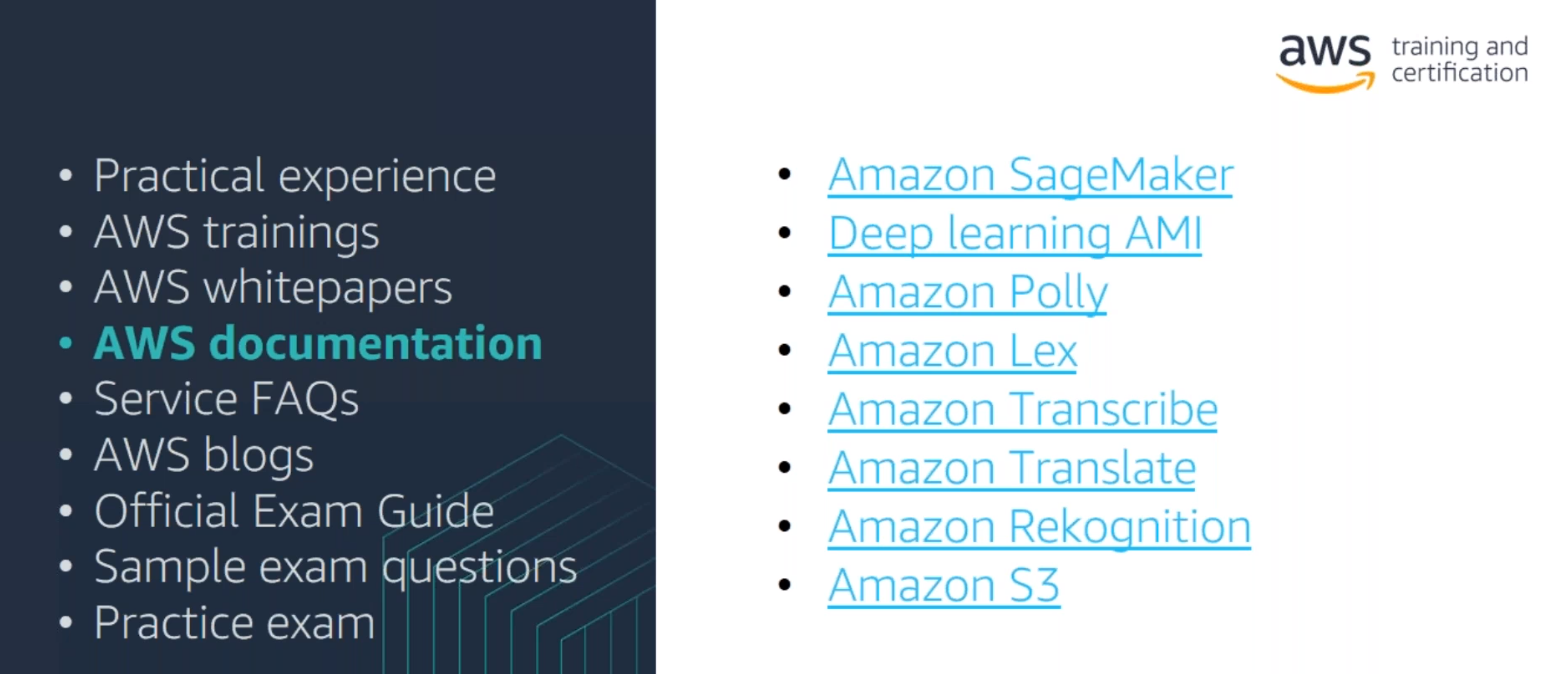 aws training and
certification
• Practical experience
• AWS trainings
• AWS whitepapers
• AWS documentation
• Service FAQs
• AWS blogs
• Official Exam Guide
• Sample exam questions
• Practice exam
• Amazon SageMaker
• Deep learning AMI
• Amazon Polly
• Amazon Lex
• Amazon Transcribe
• Amazon Translate
• Amazon Rekognition
• Amazon S3